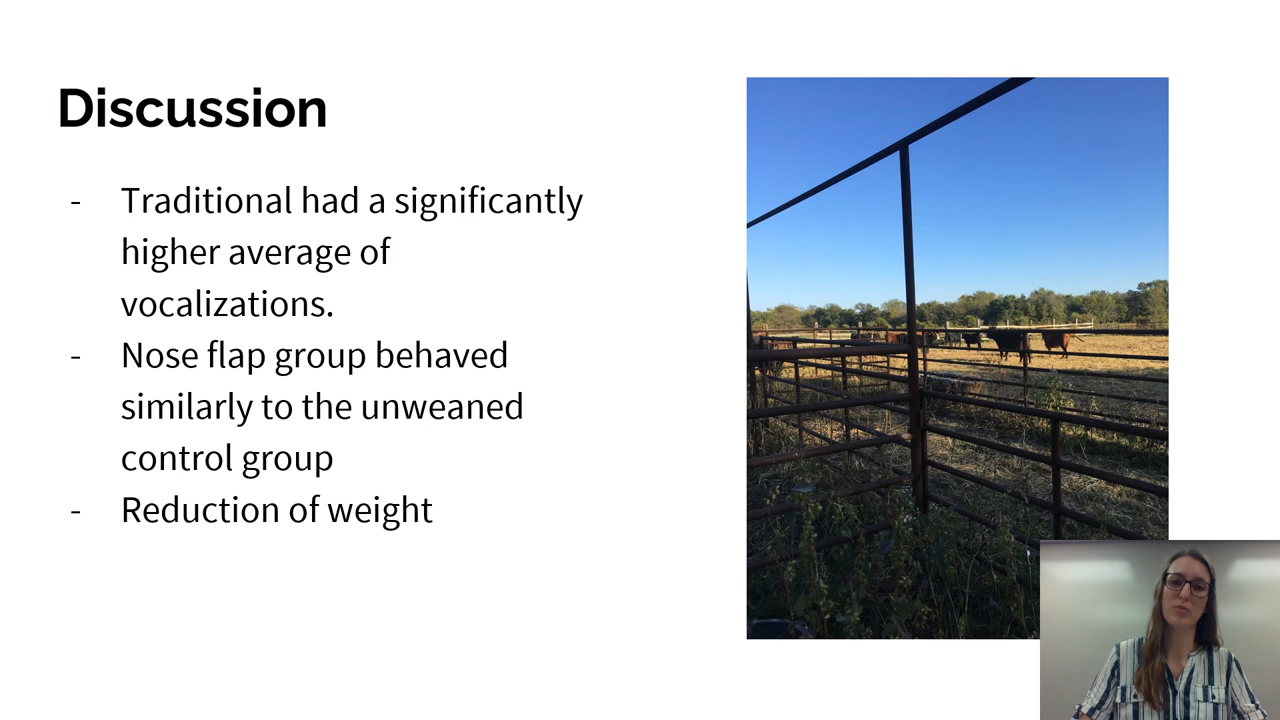 Discussion
- Traditional had a significantly
higher average of
vocalizations.
- Nose flap group behaved
similarly to the unweaned
control group
- Reduction of weight